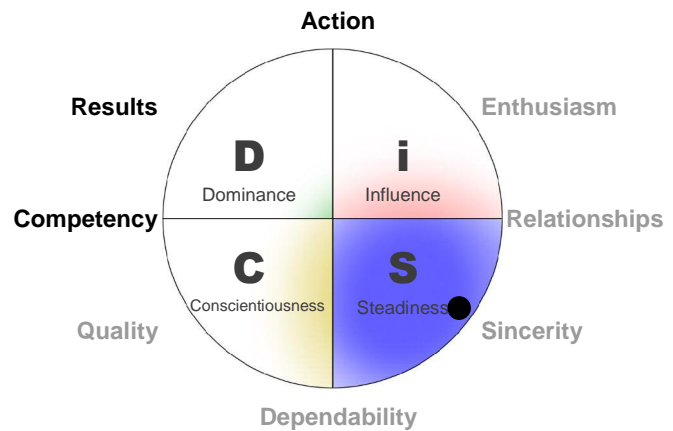 Action
Results
Enthusiasm
D
i
Dominance
Influence
Competency
Relationships
C
S
Conscientiousness
Steadiness
Quality
Sincerity
Dependability